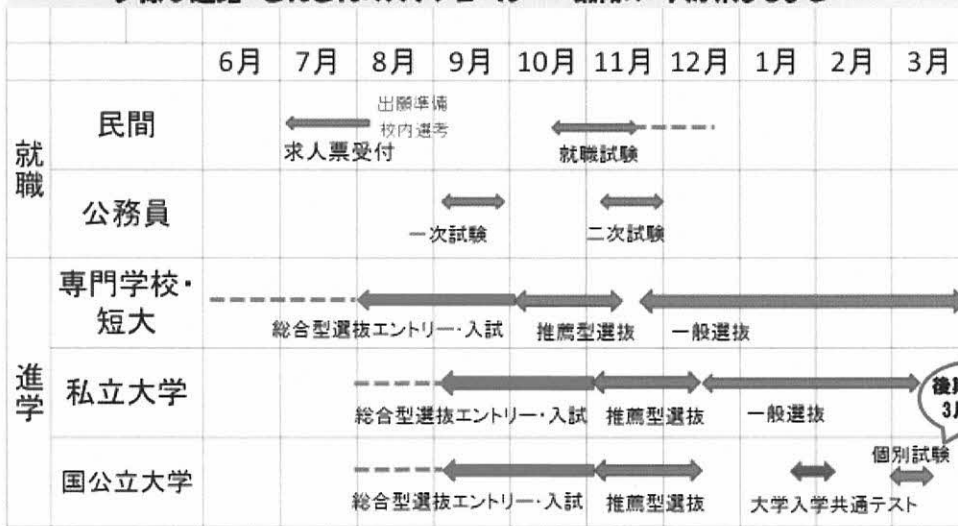 6月 7月 8月 9月 10月 11月 12月 1月 2月 3月
就職
民間
出願準備
校内選考
求人票受付
就職試験
公務員
一次試験
二次試験
進学
専門学校・
短大
総合型選抜エントリー・入試
推薦型選抜
一般選抜
私立大学
総合型選抜エントリー・入試
推薦型選抜
一般選抜
後期
3月
国公立大学
総合型選抜エントリー・入試
推薦型選抜
大学入学共通テスト
個別試験